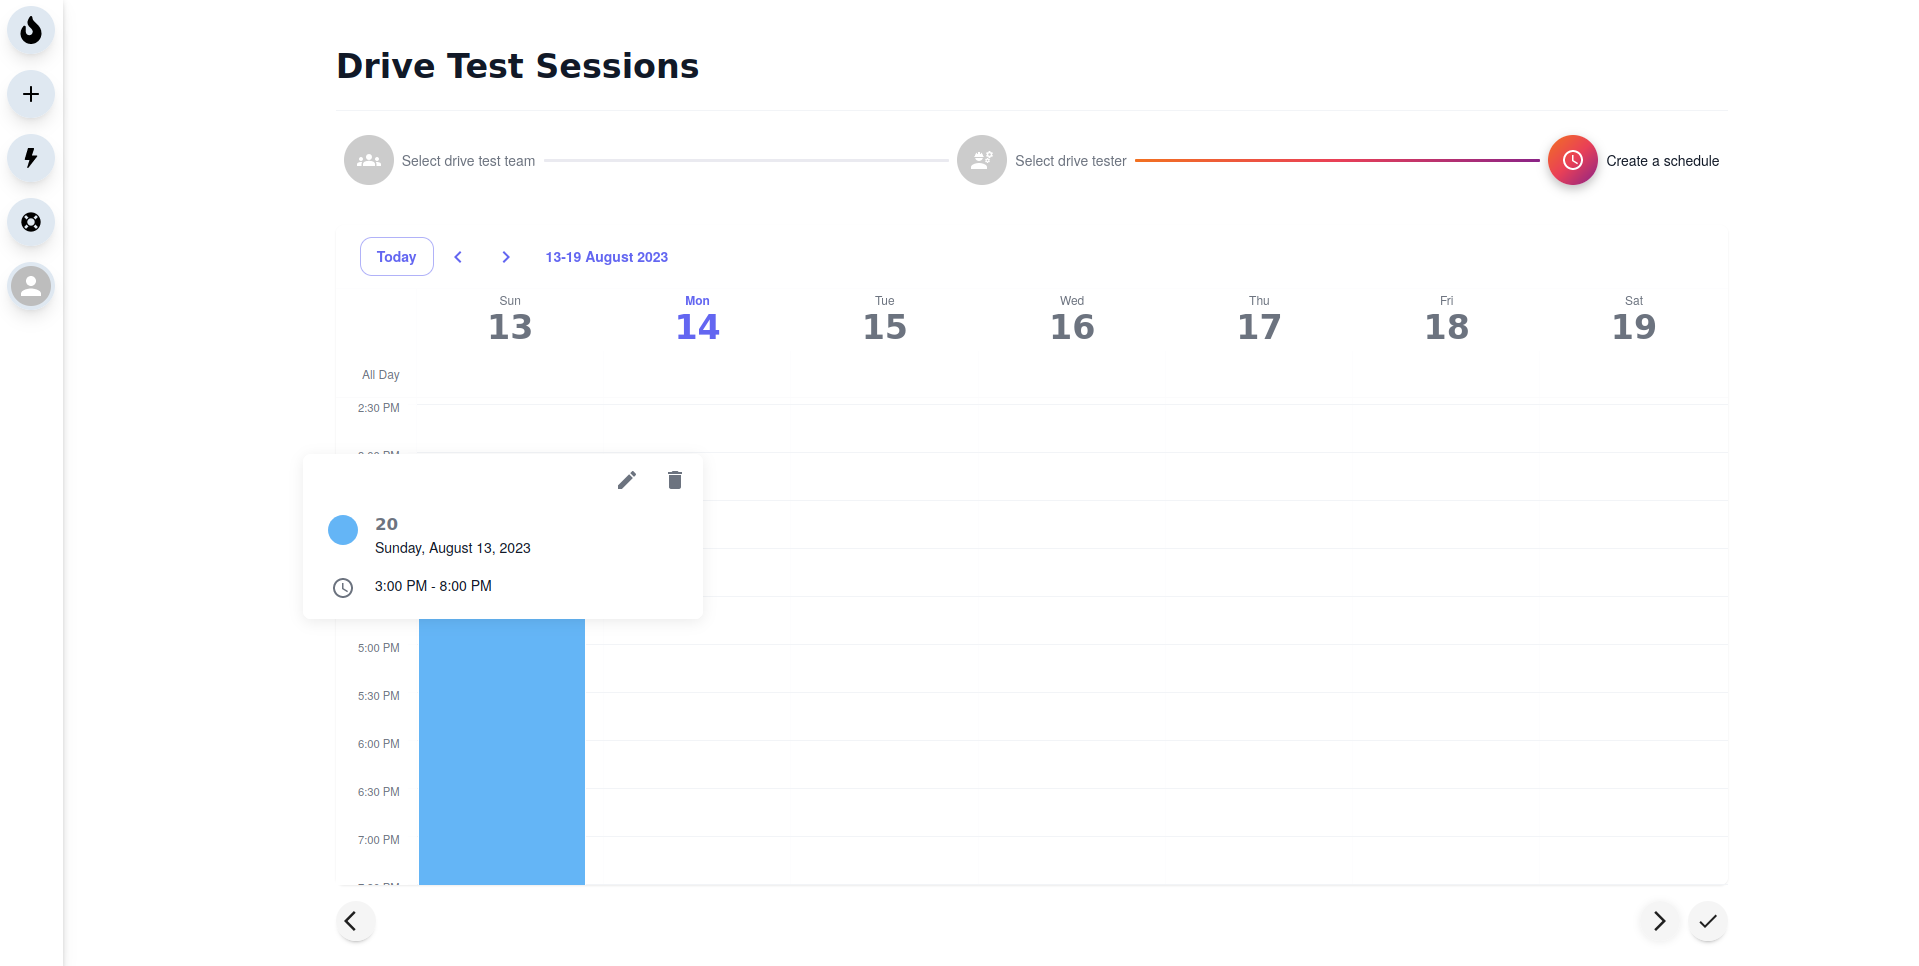 Drive Test Sessions
Select drive test team
Select drive tester
Create a schedule
Today
13-19 August 2023
Sun
13
Mon
14
Tue
15
Wed
16
Thu
17
Fri
18
Sat
19
All Day
2:30 PM
20
Sunday, August 13, 2023
3:00 PM - 8:00 PM
5:00 PM
5:30 PM
6:00 PM
6:30 PM
7:00 PM